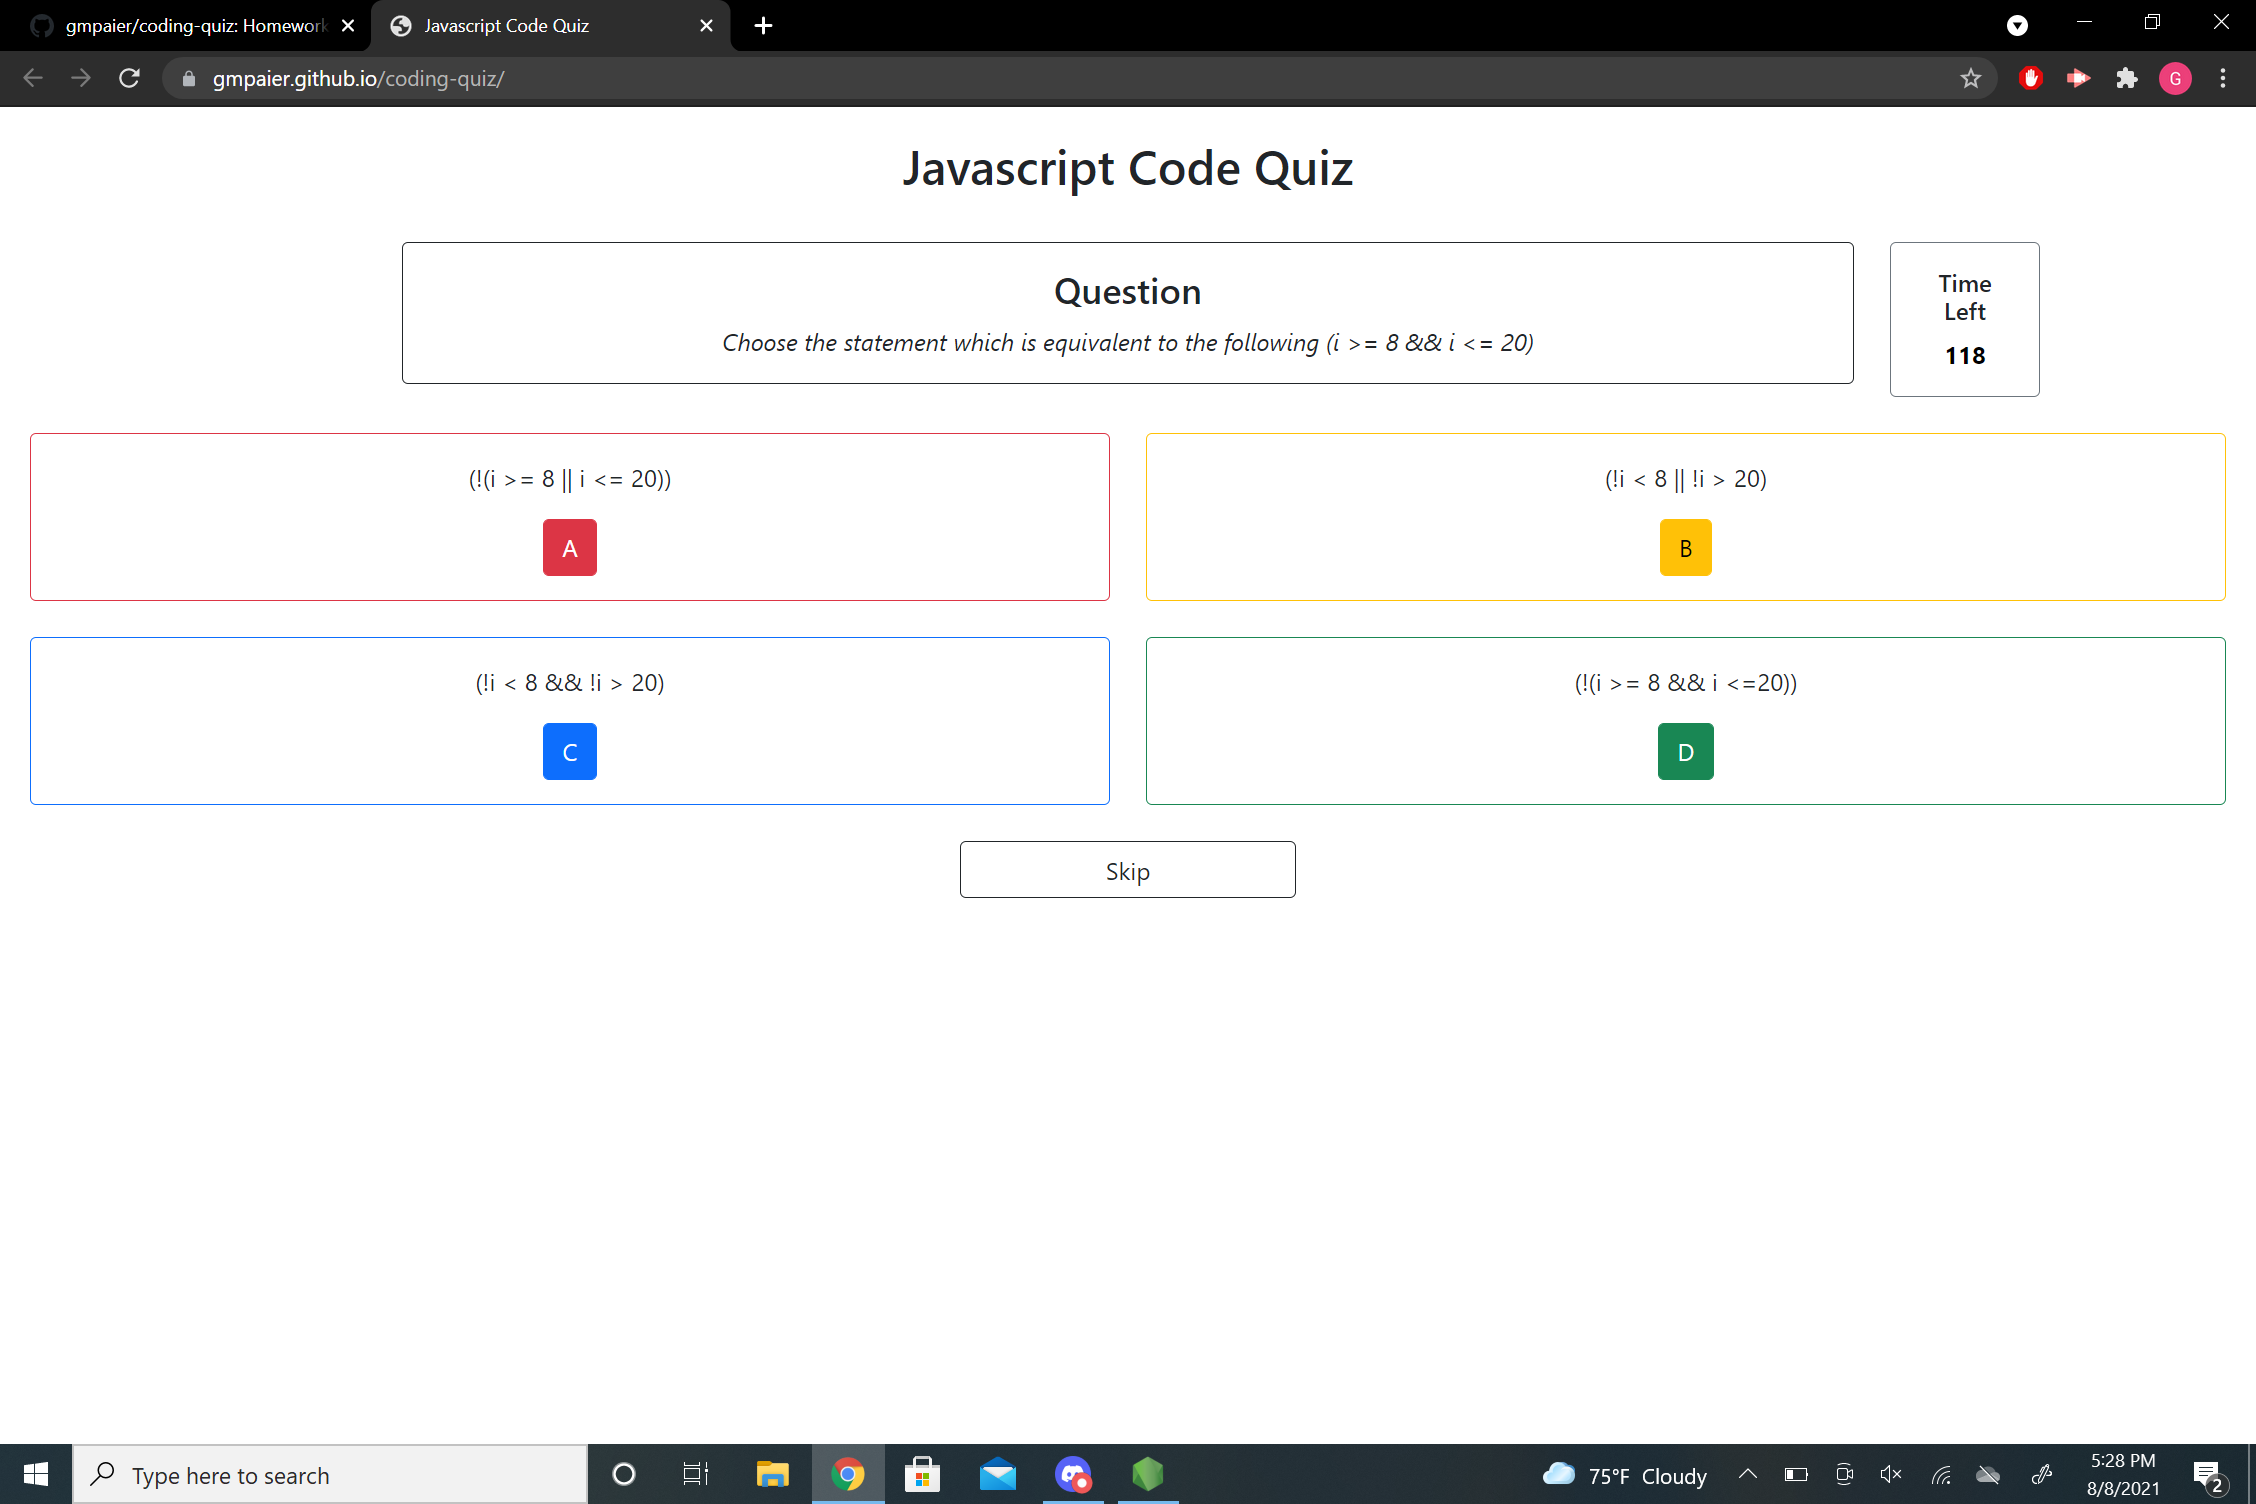 gmpaier/coding-quiz: Homework
Javascript Code Quiz
gmpaier.github.io/coding-quiz/
G
Javascript Code Quiz
Question
Choose the statement which is equivalent to the following (i >= 8 && i <= 20)
Time
Left
118
(!(i >= 8 || i <= 20))
A
(!i < 8 || !i > 20)
B
(!i < 8 && !i > 20)
C
(!(i >= 8 && i <=20))
D
Skip
Type here to search
75°F Cloudy
5:28 PM
8/8/2021
2